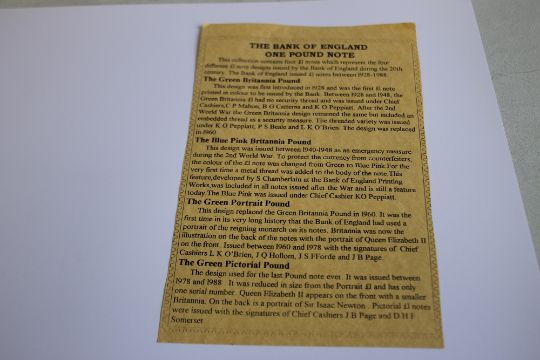 THE BANK OF ENGLAND
ONE POUND NOTE
This collection contains four £1 notes which represent the four
different £1 note designs issued by the Bank of England during the 20th
century. The Bank of England issued £1 notes between 1928-1988.
The Green Britannia Pound
This design was first introduced in 1928 and was the first £1 note
printed in colour to be issued by the Bank. Between 1928 and 1948, the
Green Britannia £1 had no security thread and was issued under Chief
Cashiers, C P Mahon, B G Catterns and K O Peppiatt. After the 2nd
World War the Green Britannia design remained the same but included an
embedded thread as a security measure. The threaded variety was issued
under K O Peppiatt, P S Beale and L K O'Brien. The design was replaced
in 1960
The Blue Pink Britannia Pound
This design was issued between 1940-1948 as an emergency measure
during the 2nd World War. To protect the currency from counterfeiters,
the colour of the £1 note was changed from Green to Blue Pink. For the
very first time a metal thread was added to the body of the note. This
feature, developed by S Chamberlain at the Bank of England Printing
Works, was included in all notes issued after the War and is still a feature
today. The Blue Pink was issued under Chief Cashier KO Peppiatt.
The Green Portrait Pound
This design replaced the Green Britannia Pound in 1960. It was the
first time in its very long history that the Bank of England had used a
portrait of the reigning monarch on its notes. Britannia was now the
illustration on the back of the notes with the portrait of Queen Elizabeth II
on the front. Issued between 1960 and 1978 with the signatures of Chief
Cashiers L K O'Brien, J Q Hollom, J S FForde and J B Page.
The Green Pictorial Pound
The design used for the last Pound note ever. It was issued between
1978 and 1988. It was reduced in size from the Portrait £1 and has only
one serial number. Queen Elizabeth II appears on the front with a smaller
Britannia. On the back is a portrait of Sir Isaac Newton. Pictorial £1 notes
were issued with the signatures of Chief Cashiers J B Page and D H F
Somerset